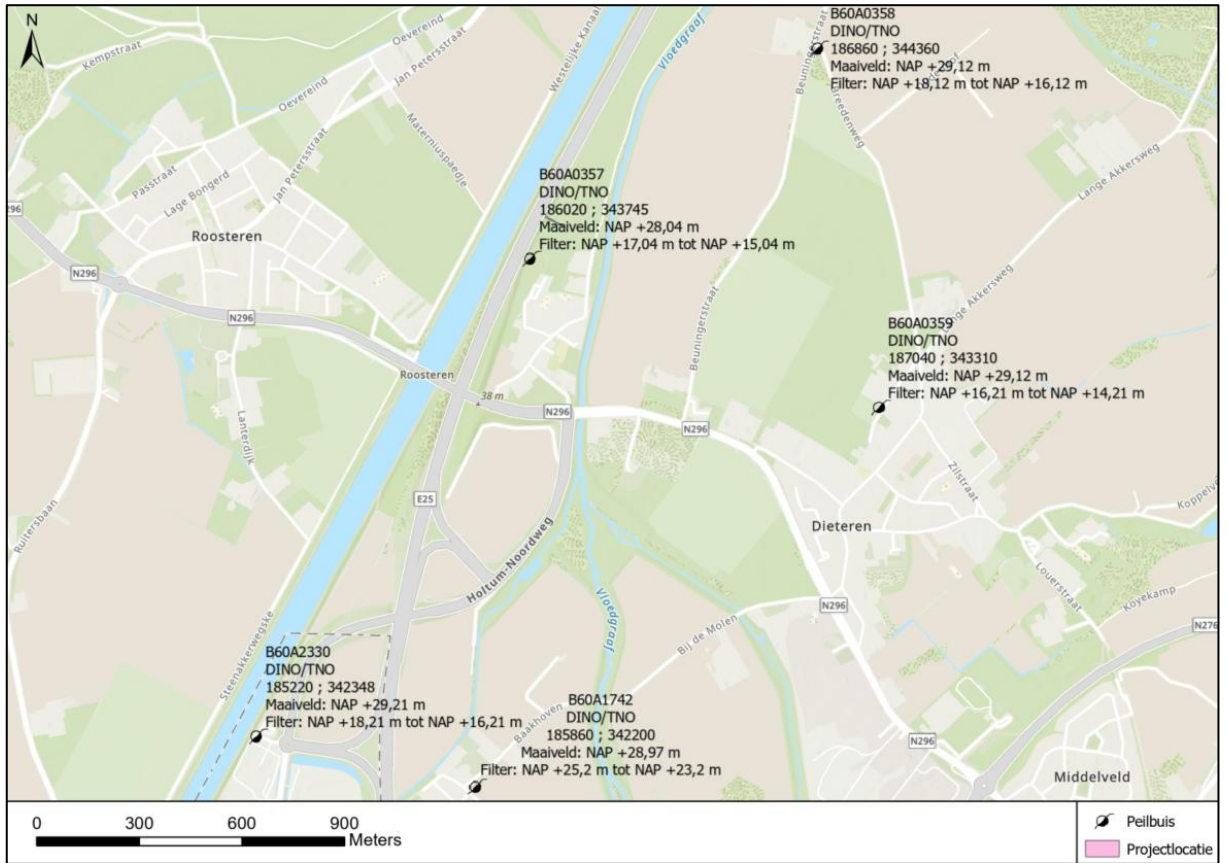 N
B60A0358
DINO/TNO
186860 ; 344360
Maaiveld: NAP +29,12 m
Filter: NAP +18,12 m tot NAP +16,12 m
Kempstraat
Oevereind
Jan Petersstraat
Westelijke Kanaal
Vloedgraaf
Beuningerstraat
Breedenweg
Oevereind
Maternluspaedje
Passtraat
Lage Bongerd
Jan Petersstraat
Lange Akkersweg
B60A0357
DINO/TNO
186020 ; 343745
Maaiveld: NAP +28,04 m
Filter: NAP +17,04 m tot NAP +15,04 m
Roosteren
N296
N296
Lange Akkersweg
B60A0359
DINO/TNO
187040 ; 343310
Maaiveld: NAP +29,12 m
Filter: NAP +16,21 m tot NAP +14,21 m
Beuningerstraat
N296
Roosteren
38 m
N296
N296
Lanterdijk
Zilstraat
E25
Ruitersbaan
Holtum-Noordweg
Dieteren
Vloedgraaf
Louerstraat
Koyekamp
N296
N276
Bij de Molen
Steenakkerwegske
B60A2330
DINO/TNO
185220 ; 342348
Maaiveld: NAP +29,21 m
Filter: NAP +18,21 m tot NAP +16,21 m
Baakhoven
B60A1742
DINO/TNO
185860 ; 342200
Maaiveld: NAP +28,97 m
Filter: NAP +25,2 m tot NAP +23,2 m
N296
Middelveld
0 300 600 900
Meters
Peilbuis
Projectlocatie